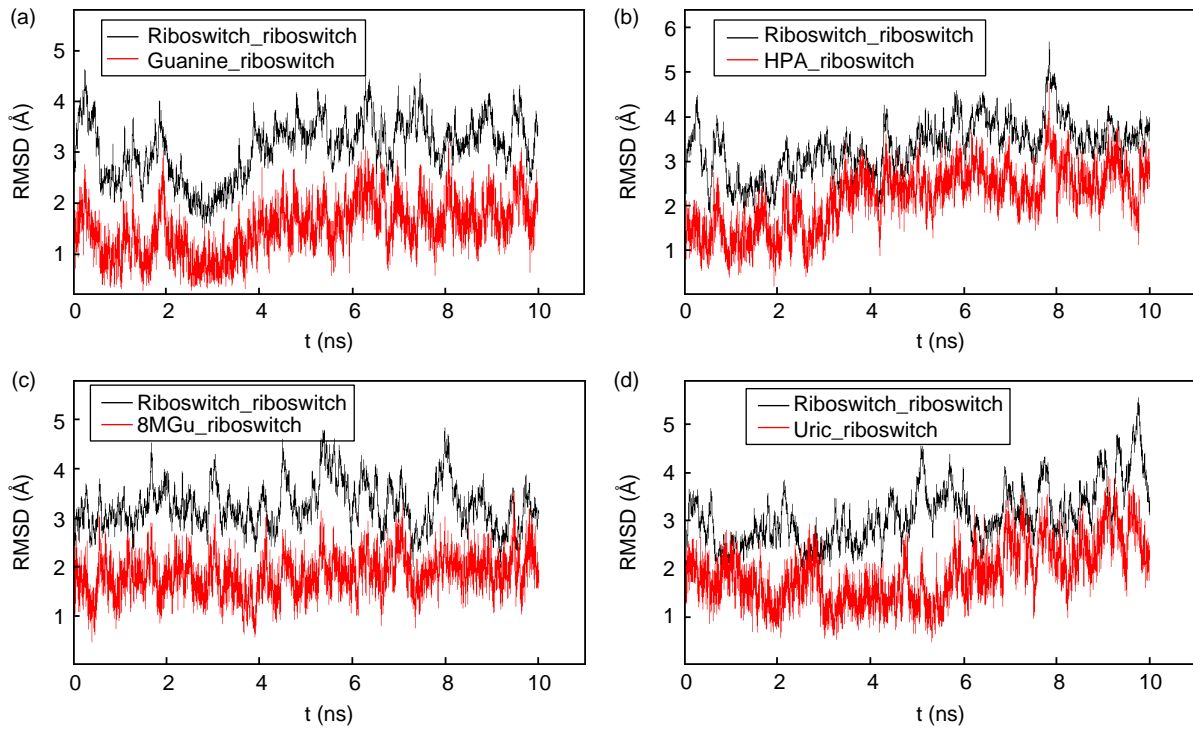 (a)
Riboswitch_riboswitch
Guanine_riboswitch
RMSD (Å)
5
4
3
2
1
0 2 4 6 8 10
t (ns)
(b)
Riboswitch_riboswitch
HPA_riboswitch
RMSD (Å)
6
5
4
3
2
1
0 2 4 6 8 10
t (ns)
(c)
Riboswitch_riboswitch
8MGu_riboswitch
RMSD (Å)
5
4
3
2
1
0 2 4 6 8 10
t (ns)
(d)
Riboswitch_riboswitch
Uric_riboswitch
RMSD (Å)
5
4
3
2
1
0 2 4 6 8 10
t (ns)